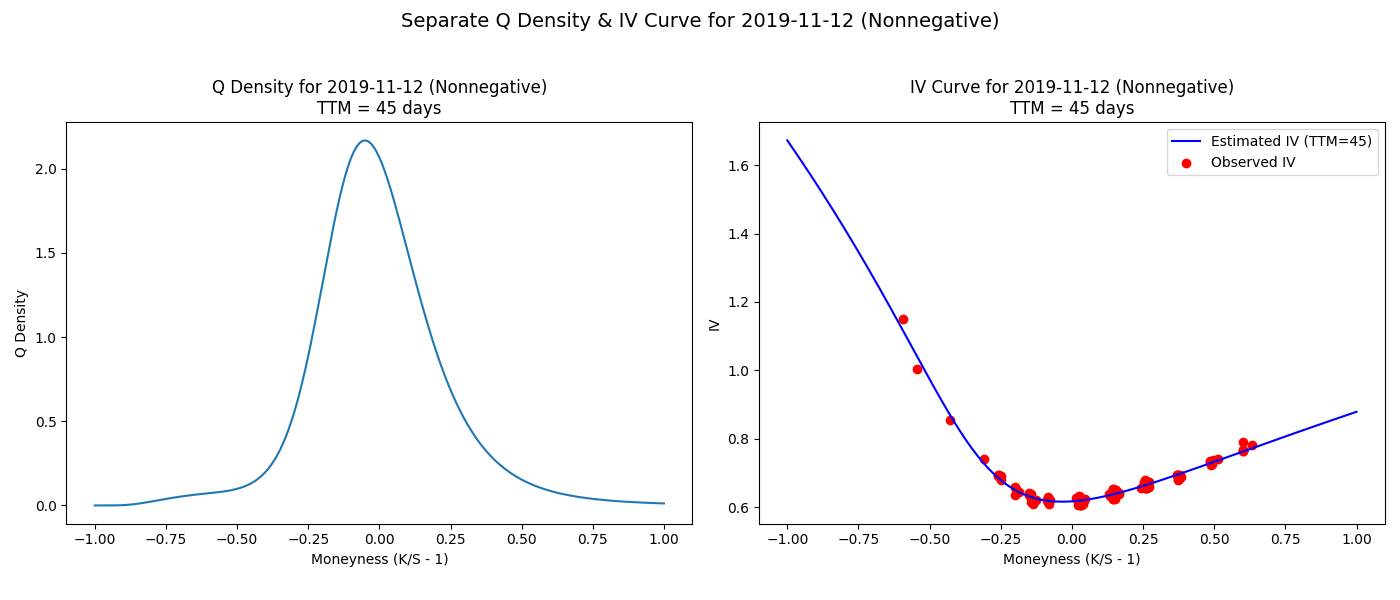 Separate Q Density & IV Curve for 2019-11-12 (Nonnegative)
Q Density for 2019-11-12 (Nonnegative)
TTM = 45 days
2.0
1.5
1.0
0.5
0.0
Q Density
−1.00 −0.75 −0.50 −0.25 0.00 0.25 0.50 0.75 1.00
Moneyness (K/S - 1)
IV Curve for 2019-11-12 (Nonnegative)
TTM = 45 days
Estimated IV (TTM=45)
Observed IV
1.6
1.4
1.2
1.0
0.8
0.6
IV
−1.00 −0.75 −0.50 −0.25 0.00 0.25 0.50 0.75 1.00
Moneyness (K/S - 1)